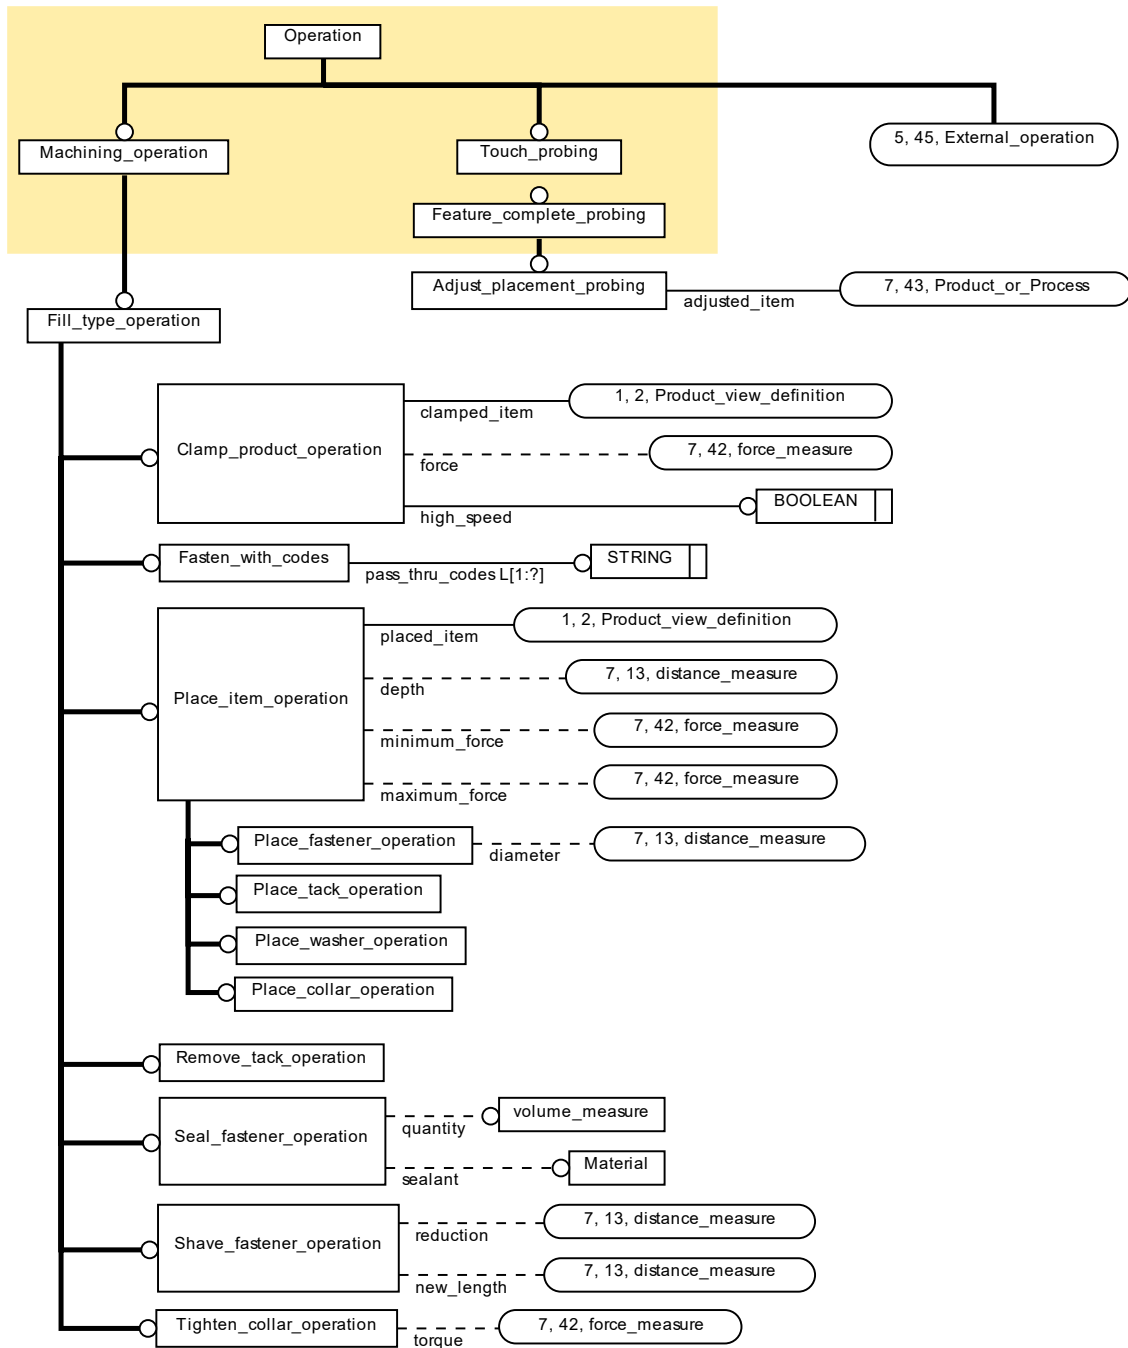 Operation
Machining_operation
Touch_probing
5, 45, External_operation
Feature_complete_probing
Adjust_placement_probing
adjusted_item
7, 43, Product_or_Process
Fill_type_operation
Clamp_product_operation
clamped_item
1, 2, Product_view_definition
force
7, 42, force_measure
high_speed
BOOLEAN
Fasten_with_codes
pass_thru_codes L[1:?]
STRING
Place_item_operation
placed_item
1, 2, Product_view_definition
depth
7, 13, distance_measure
minimum_force
7, 42, force_measure
maximum_force
7, 42, force_measure
Place_fastener_operation
diameter
7, 13, distance_measure
Place_tack_operation
Place_washer_operation
Place_collar_operation
Remove_tack_operation
Seal_fastener_operation
quantity
volume_measure
sealant
Material
Shave_fastener_operation
reduction
7, 13, distance_measure
new_length
7, 13, distance_measure
Tighten_collar_operation
torque
7, 42, force_measure